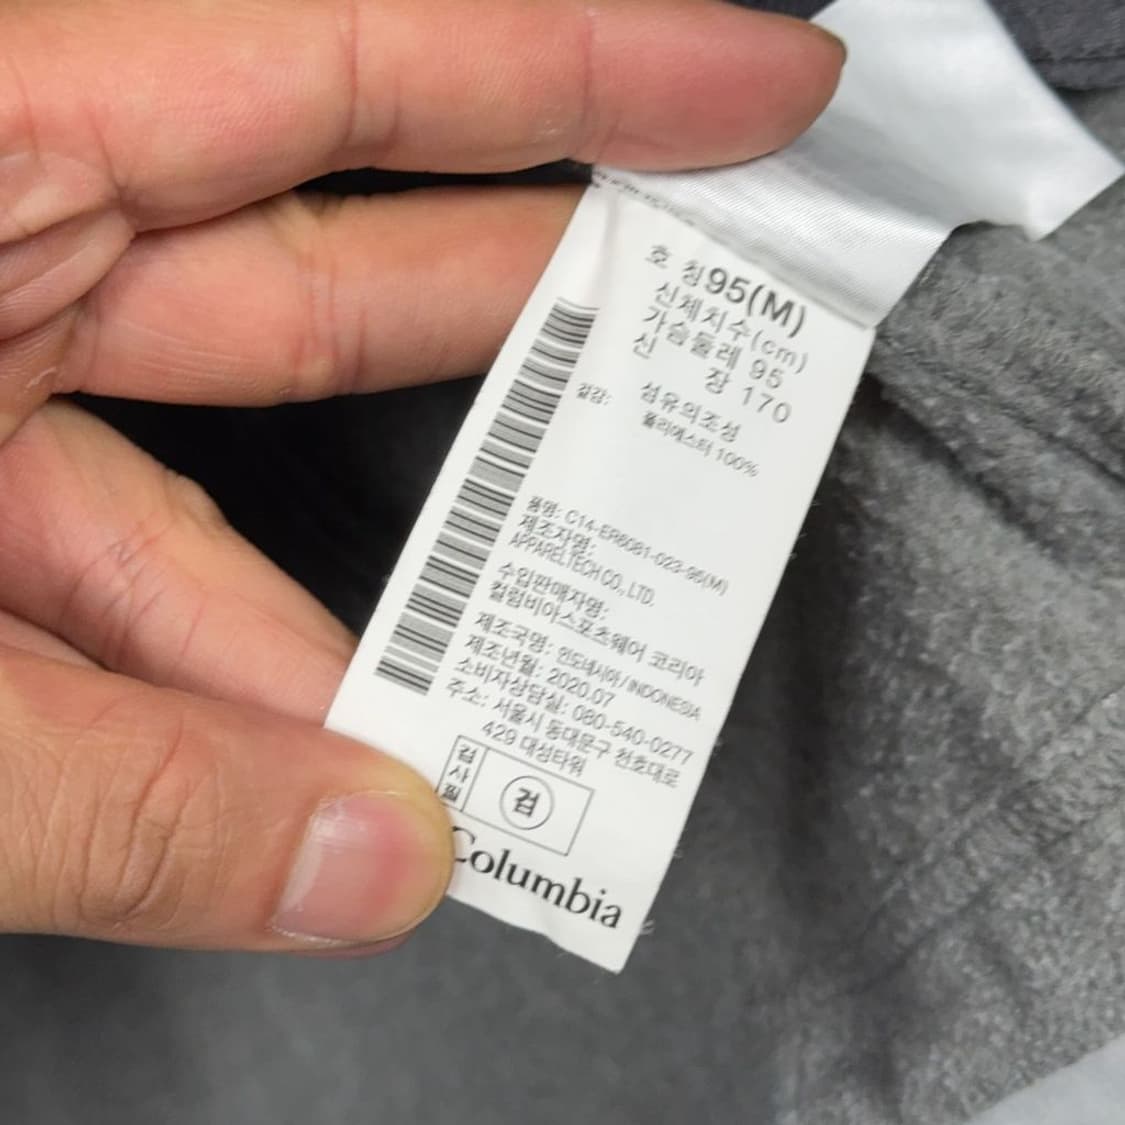 호 칭 95(M)
신체치수(cm)
가슴둘레 95
신 장 170
섬유의조성
겉감: 폴리에스터 100%
품명: C14-ER6081-023-95(M)
제조자명:
APPARELTECH CO., LTD.
수입판매자명:
컬럼비아스포츠웨어 코리아
제조국명: 인도네시아 / INDONESIA
제조년월: 2020.07
소비자상담실: 080-540-0277
주소: 서울시 동대문구 천호대로
429 대성타워
검사필
검
Columbia